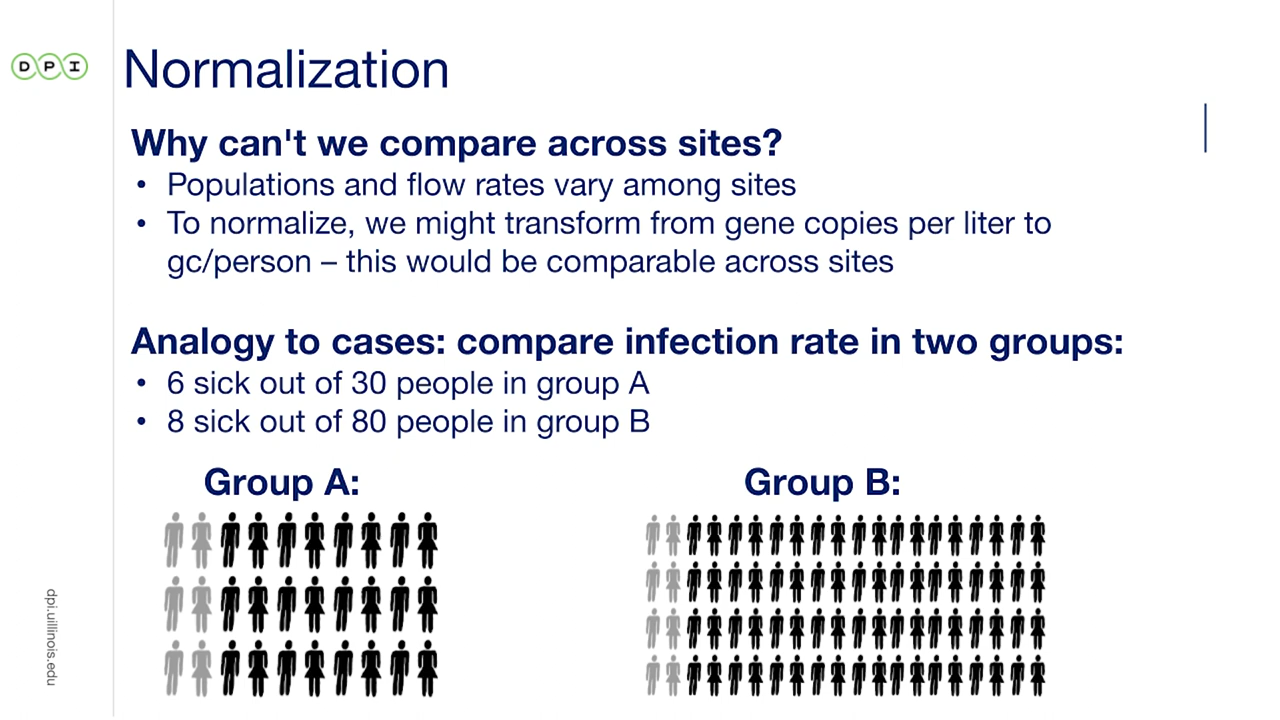 DPI
Normalization
Why can't we compare across sites?
• Populations and flow rates vary among sites
• To normalize, we might transform from gene copies per liter to
gc/person – this would be comparable across sites
Analogy to cases: compare infection rate in two groups:
• 6 sick out of 30 people in group A
• 8 sick out of 80 people in group B
Group A:
Group B:
dpi.uillinois.edu